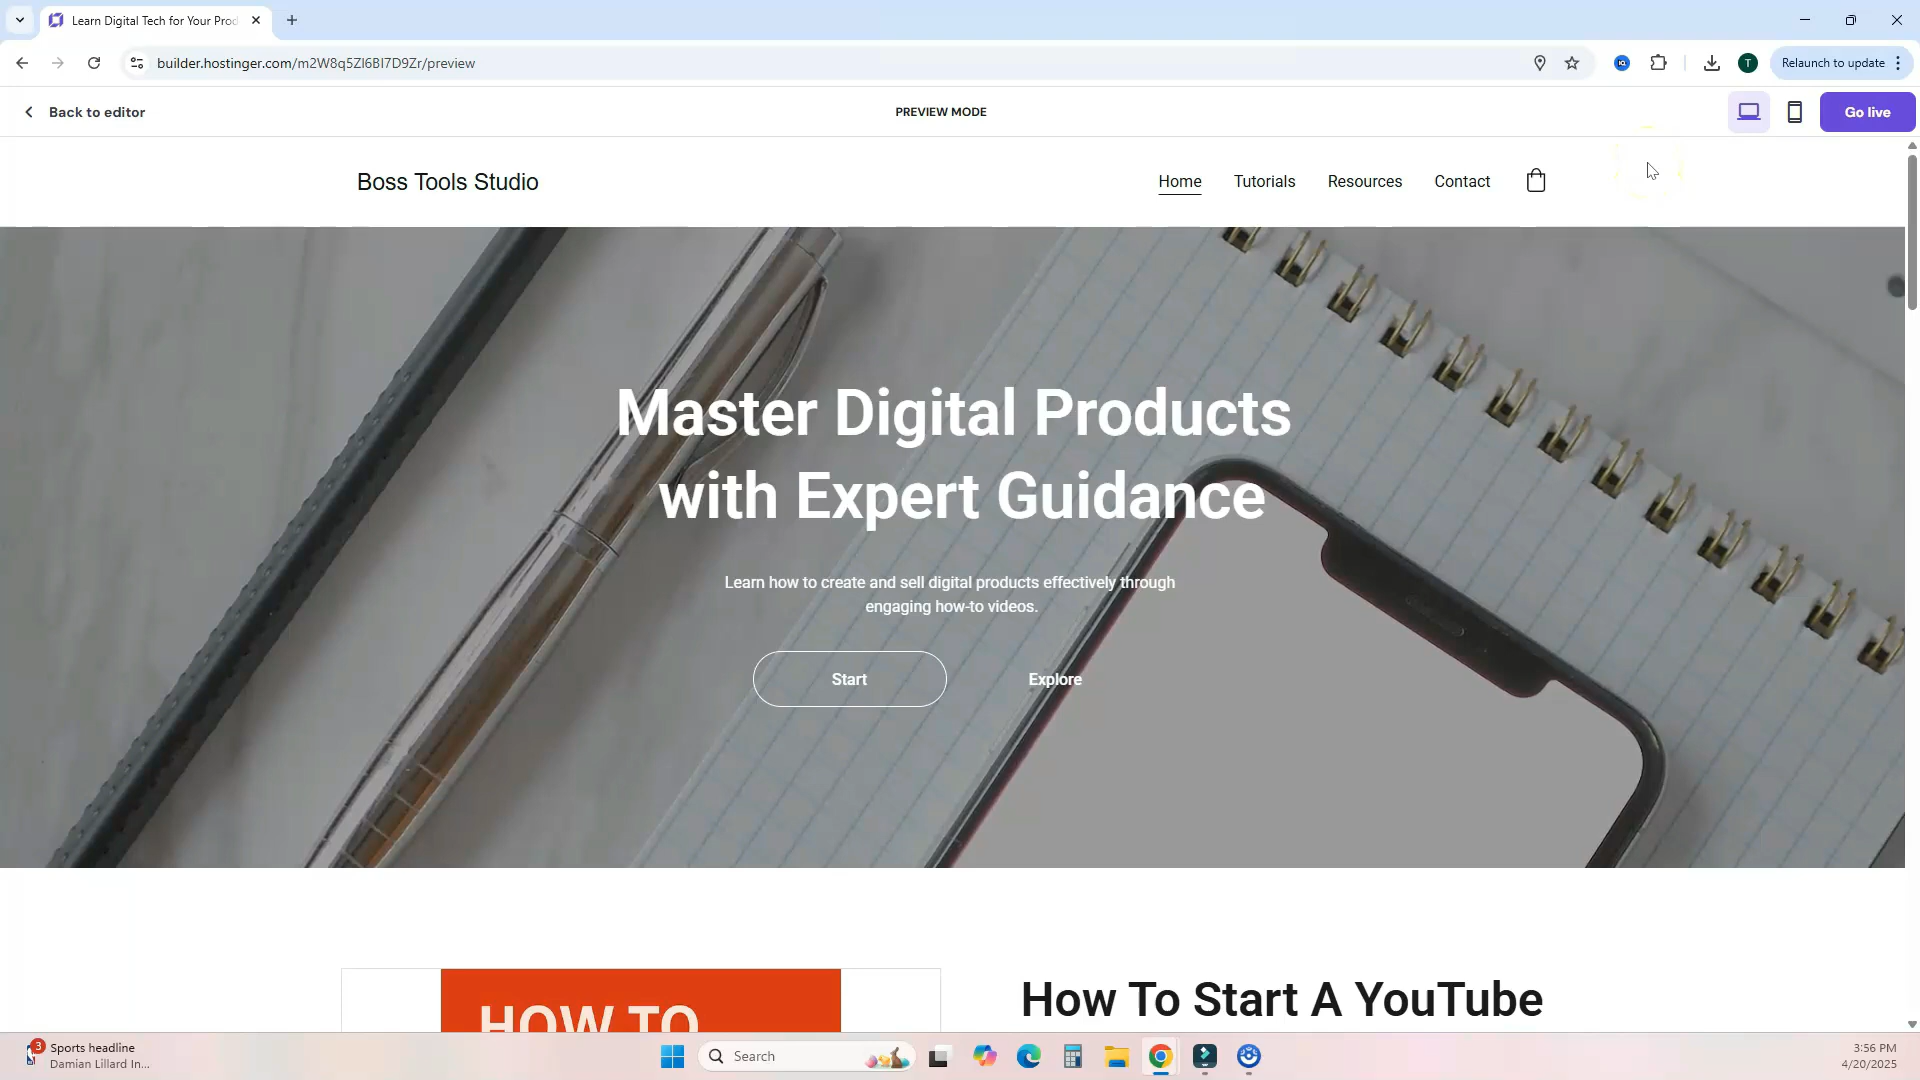 Learn Digital Tech for Your Prod
builder.hostinger.com/m2W8q5Zl6Bl7D9Zr/preview
T
Relaunch to update
Back to editor
PREVIEW MODE
Go live
Boss Tools Studio
Home
Tutorials
Resources
Contact
Master Digital Products
with Expert Guidance
Learn how to create and sell digital products effectively through
engaging how-to videos.
Start
Explore
HOW TO
How To Start A YouTube
3
Sports headline
Damian Lillard In...
Search
3:56 PM
4/20/2025